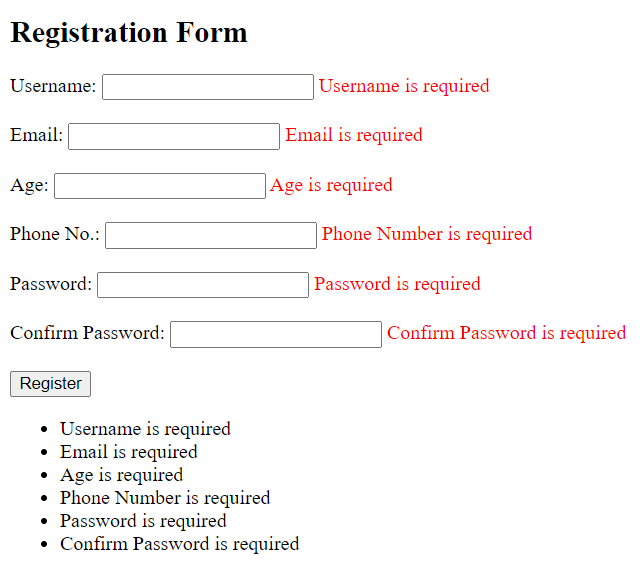 Registration Form
Username: Username is required
Email: Email is required
Age: Age is required
Phone No.: Phone Number is required
Password: Password is required
Confirm Password: Confirm Password is required
Register
• Username is required
• Email is required
• Age is required
• Phone Number is required
• Password is required
• Confirm Password is required